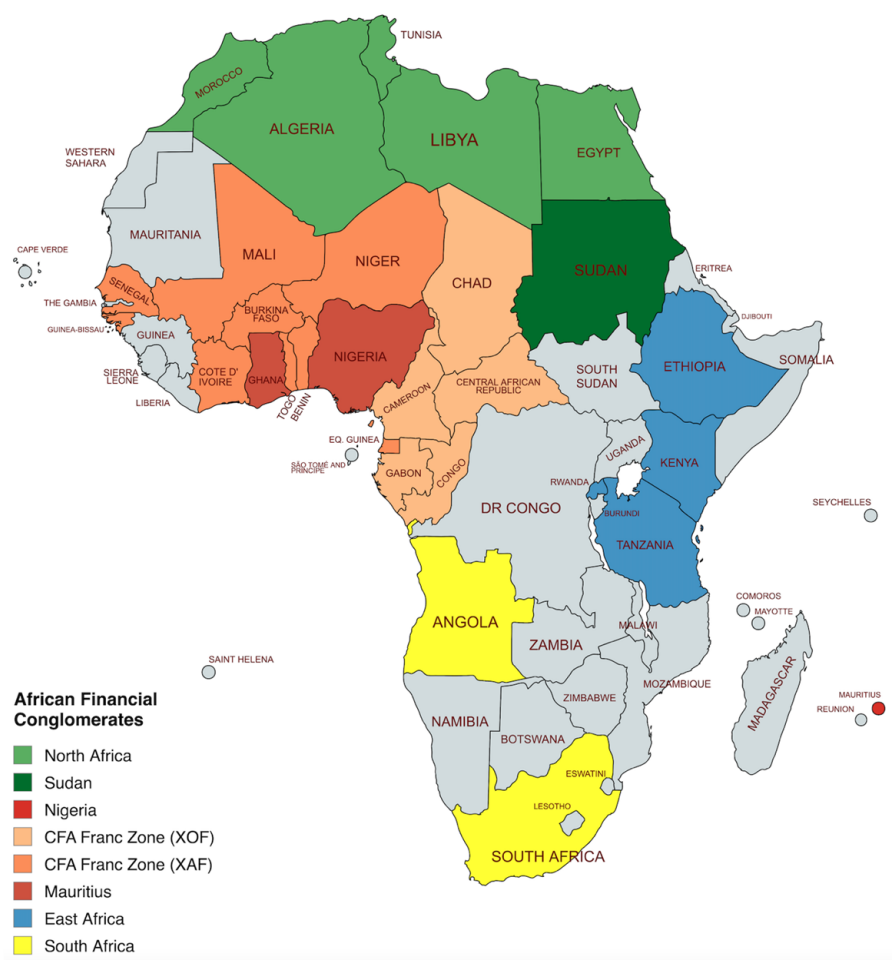 TUNISIA
MOROCCO
ALGERIA
LIBYA
EGYPT
WESTERN
SAHARA
MAURITANIA
CAPE VERDE
MALI
NIGER
CHAD
SUDAN
ERITREA
SENEGAL
THE GAMBIA
BURKINA
FASO
DJIBOUTI
GUINEA-BISSAU
GUINEA
NIGERIA
SOMALIA
SIERRA
LEONE
COTE D'
IVOIRE
GHANA
ETHIOPIA
SOUTH
SUDAN
CAMEROON
CENTRAL AFRICAN
REPUBLIC
LIBERIA
TOGO
BENIN
EQ. GUINEA
UGANDA
KENYA
SÃO TOMÉ AND
PRINCIPE
GABON
CONGO
RWANDA
DR CONGO
BURUNDI
SEYCHELLES
TANZANIA
COMOROS
MAYOTTE
ANGOLA
MALAWI
ZAMBIA
SAINT HELENA
MOZAMBIQUE
MADAGASCAR
MAURITIUS
REUNION
ZIMBABWE
NAMIBIA
BOTSWANA
ESWATINI
LESOTHO
SOUTH AFRICA
African Financial
Conglomerates
North Africa
Sudan
Nigeria
CFA Franc Zone (XOF)
CFA Franc Zone (XAF)
Mauritius
East Africa
South Africa